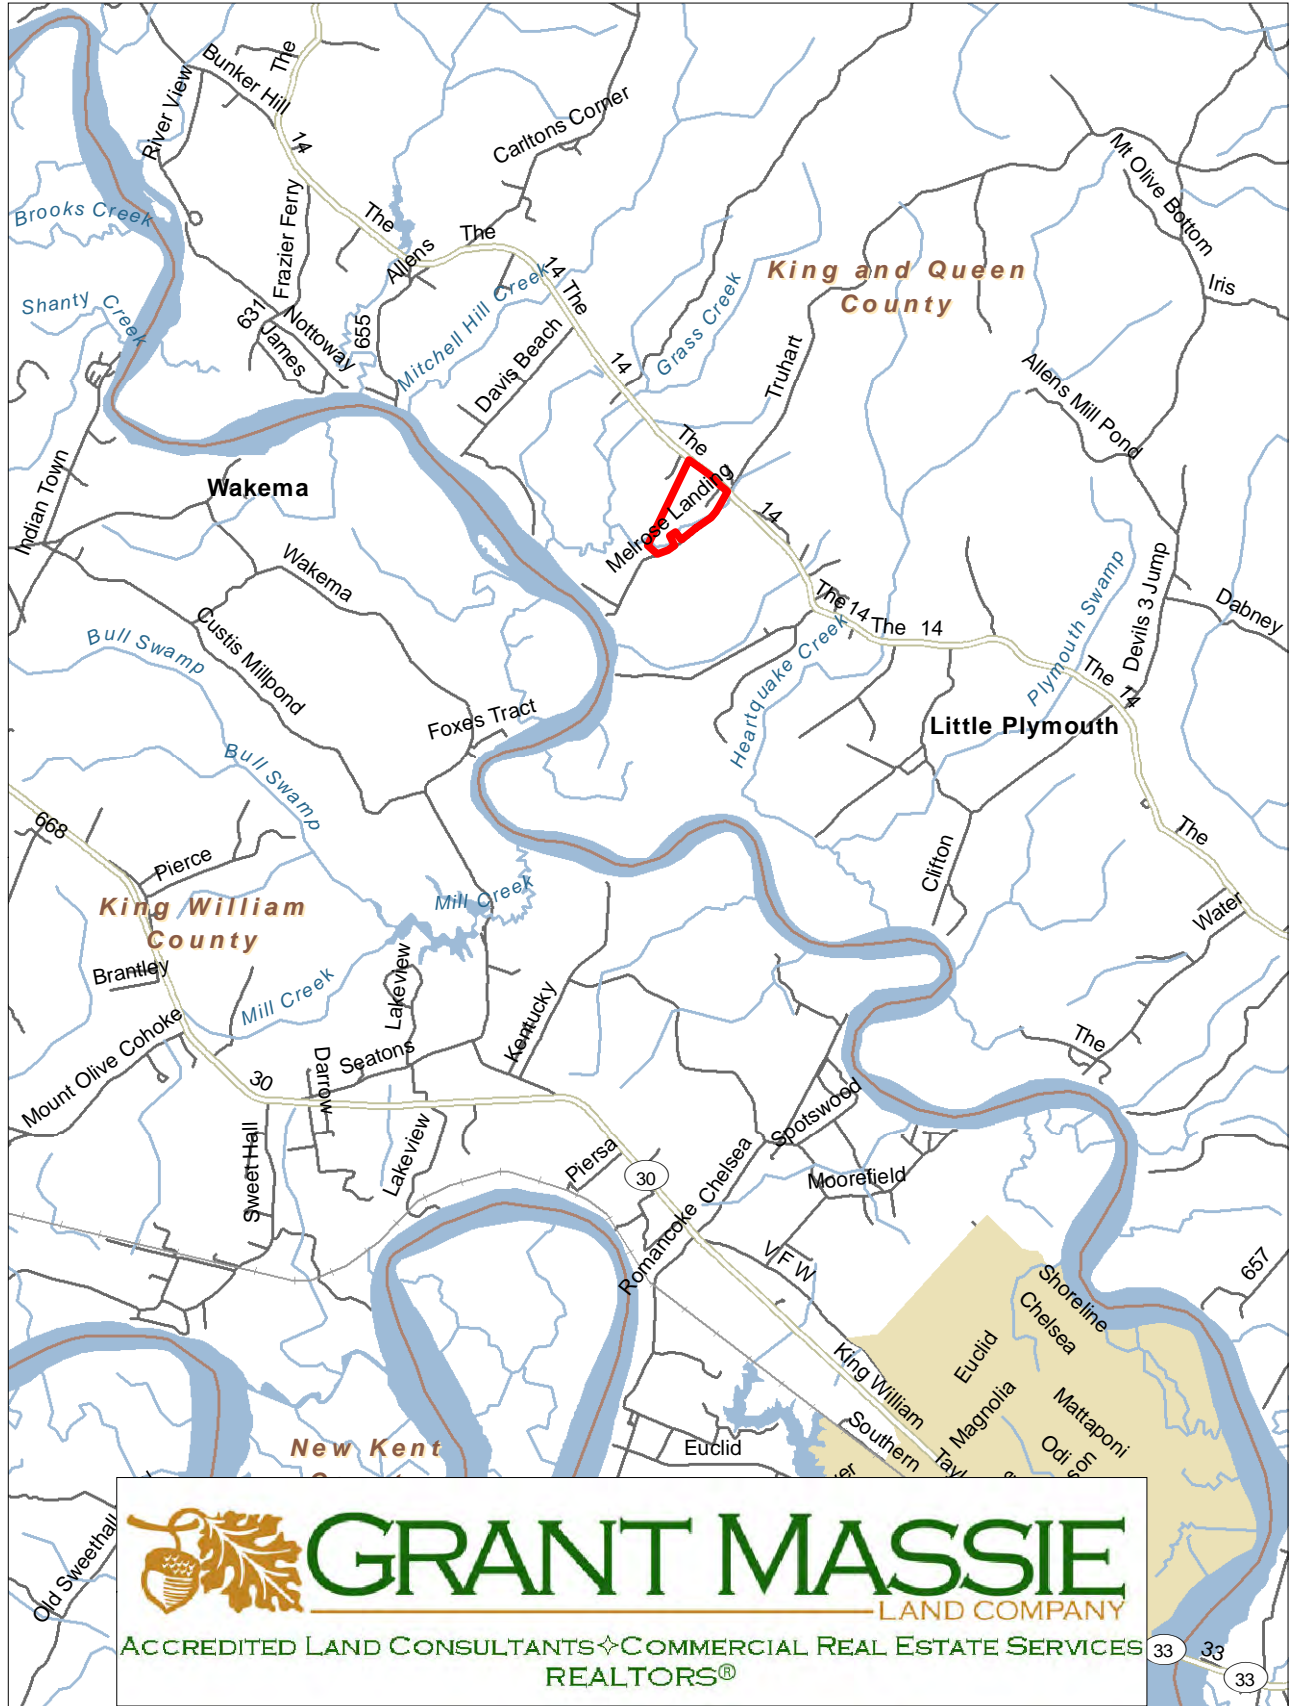 The
Bunker Hill
River View
14
Carltons Corner
Mt Olive Bottom
Brooks Creek
Frazier Ferry
The
Allens
The
14
The
King and Queen
County
Iris
Shanty Creek
631
James
Nottoway
655
Mitchell Hill Creek
Davis Beach
14
Grass Creek
Truhart
Allens Mill Pond
Indian Town
Wakema
The
Melrose Landing
14
Wakema
Custis Millpond
Bull Swamp
The 14
The 14
Heartquake Creek
Plymouth Swamp
Devils 3 Jump
Dabney
The
14
Foxes Tract
Little Plymouth
Bull Swamp
668
Pierce
King William
County
Mill Creek
Clifton
The
Water
Brantley
Mill Creek
Lakeview
Kentucky
Mount Olive Cohoke
30
Darrow
Seatons
The
Sweet Hall
Lakeview
Piersa
30
Romancoke Chelsea
Spotswood
Moorefield
V F W
657
Shoreline
Chelsea
Euclid
King William
Magnolia
Mattaponi
Southern
Odi
son
New Kent
Euclid
Old Sweethall
GRANT MASSIE
LAND COMPANY
ACCREDITED LAND CONSULTANTS✧COMMERCIAL REAL ESTATE SERVICES
REALTORS®
33
33
33